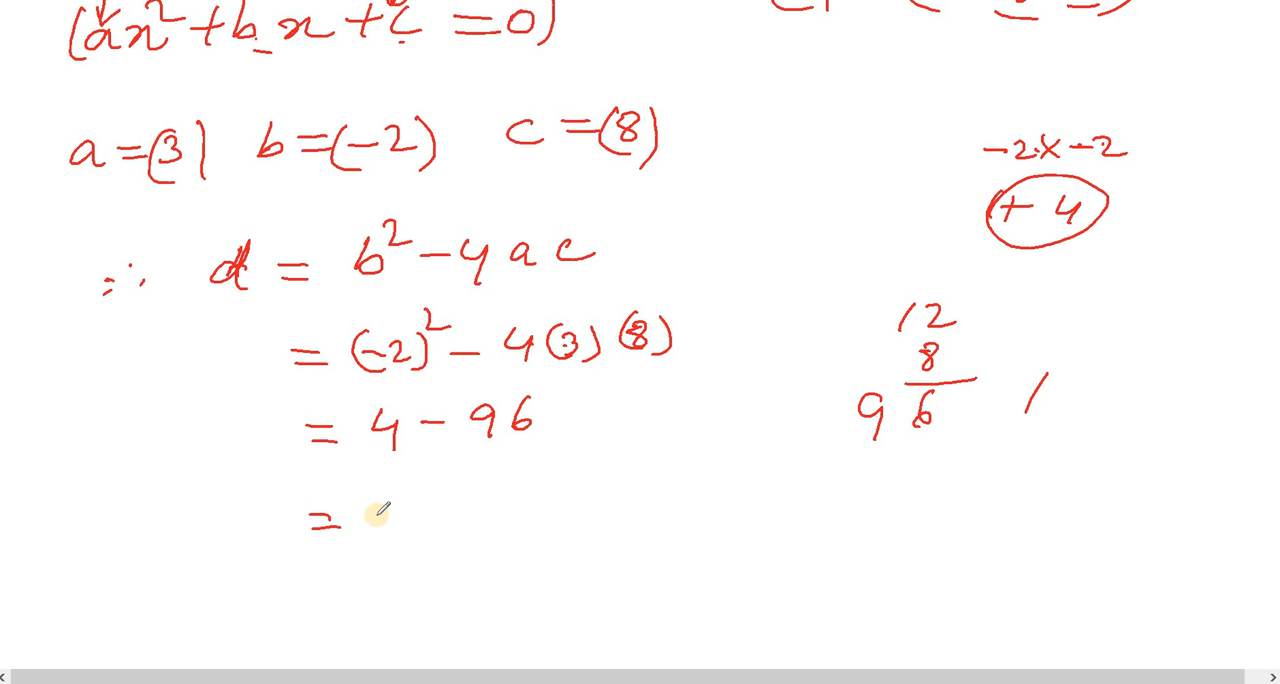 (ax²+bx+c =0)
a=(3) b=(-2) c=(8)
-2x-2
+4
∴ d = b²-4ac
= (-2)² - 4(3)(8)
12
8
96
= 4-96
=